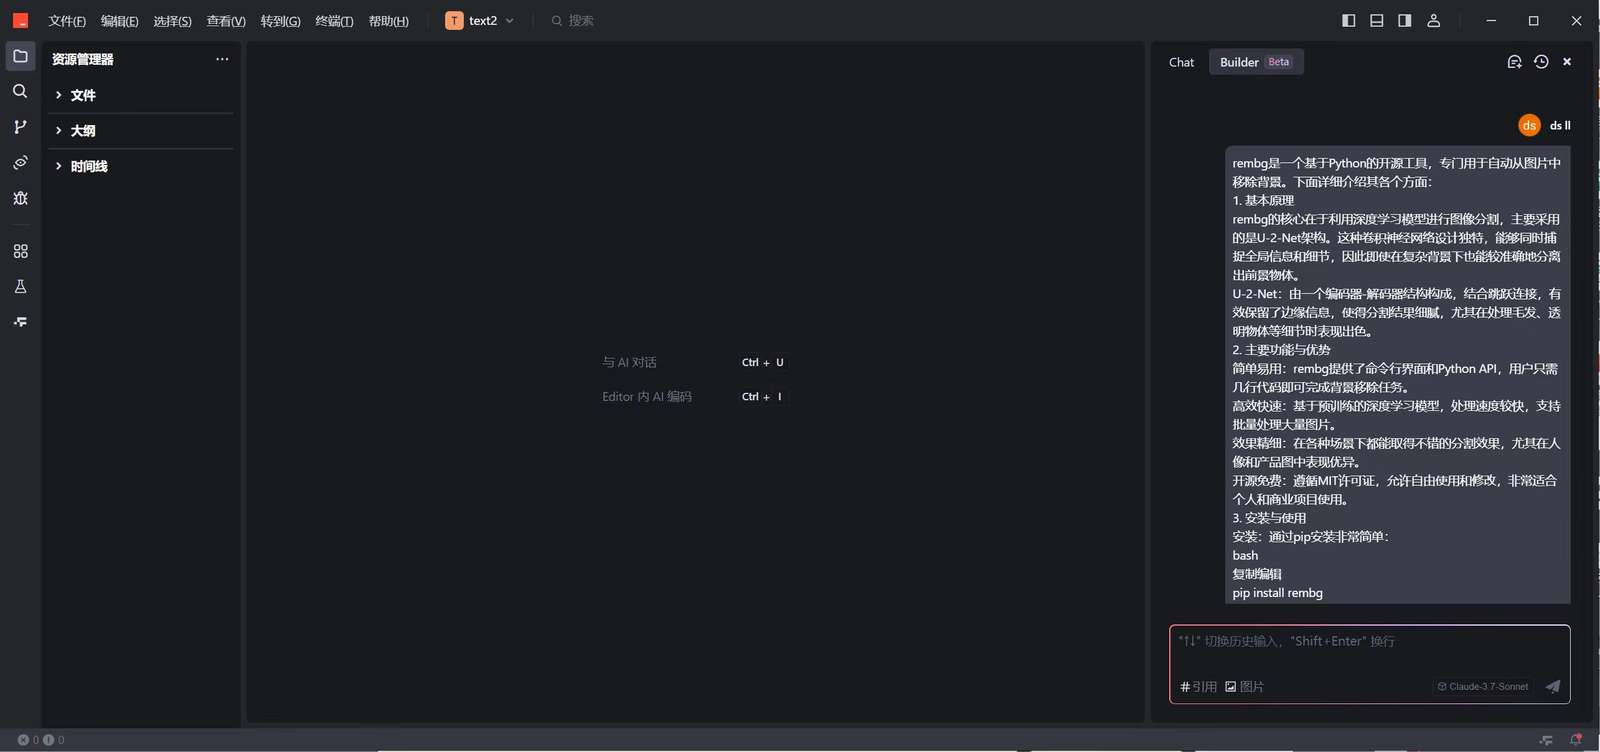 文件(F) 编辑(E) 选择(S) 查看(V) 转到(G) 终端(T) 帮助(H) T text2 搜索
资源管理器 ···
文件
大纲
时间线
与 AI 对话 Ctrl + U
Editor 内 AI 编码 Ctrl + I
Chat Builder Beta
ds ds ll
rembg是一个基于Python的开源工具，专门用于自动从图片中
移除背景。下面详细介绍其各个方面：
1. 基本原理
rembg的核心在于利用深度学习模型进行图像分割，主要采用
的是U-2-Net架构。这种卷积神经网络设计独特，能够同时捕
捉全局信息和细节，因此即使在复杂背景下也能较准确地分离
出前景物体。
U-2-Net：由一个编码器-解码器结构构成，结合跳跃连接，有
效保留了边缘信息，使得分割结果细腻，尤其在处理毛发、透
明物体等细节时表现出色。
2. 主要功能与优势
简单易用：rembg提供了命令行界面和Python API，用户只需
几行代码即可完成背景移除任务。
高效快速：基于预训练的深度学习模型，处理速度较快，支持
批量处理大量图片。
效果精细：在各种场景下都能取得不错的分割效果，尤其在人
像和产品图中表现优异。
开源免费：遵循MIT许可证，允许自由使用和修改，非常适合
个人和商业项目使用。
3. 安装与使用
安装：通过pip安装非常简单：
bash
复制编辑
pip install rembg
"↑↓" 切换历史输入，"Shift+Enter" 换行
# 引用 图片 Claude-3.7-Sonnet
0 0